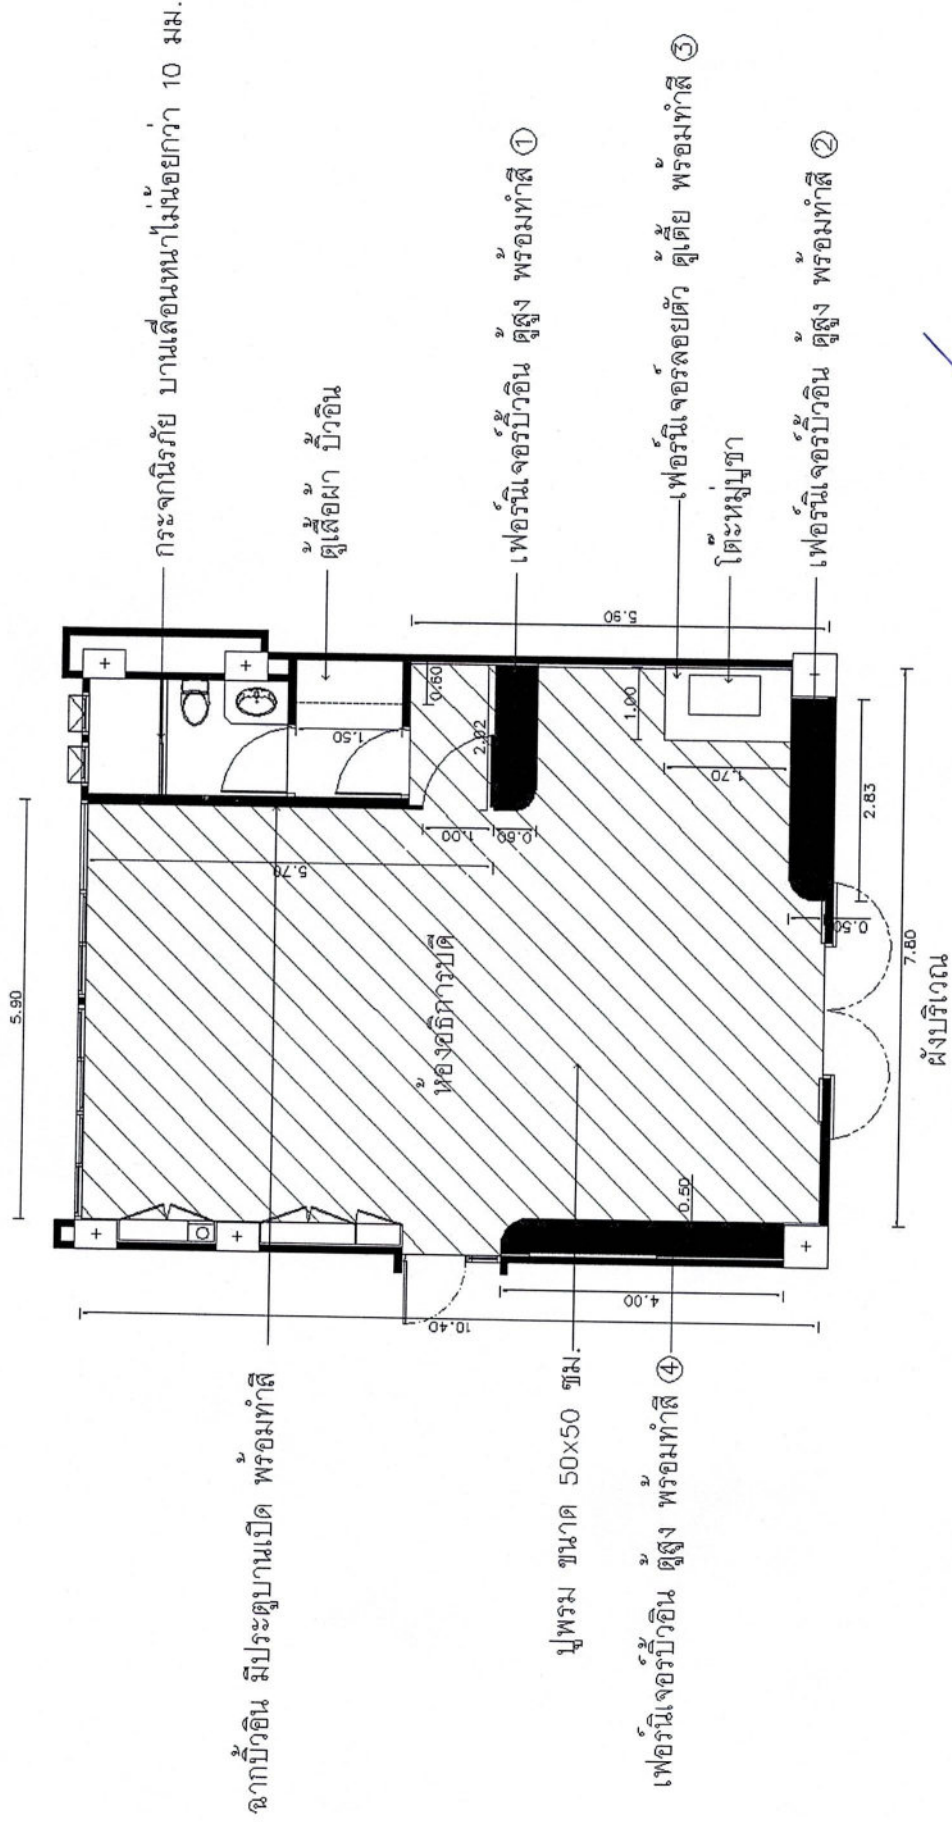 กระจกนิรภัย บานเลื่อนหนาไม่น้อยกว่า 10 มม.
ตู้เสื้อผ้า บิ้วอิน
เฟอร์นิเจอร์บิ้วอิน ตู้สูง พร้อมทำสี ①
เฟอร์นิเจอร์ลอยตัว ตู้เตี้ย พร้อมทำสี ③
โต๊ะหมู่บูชา
เฟอร์นิเจอร์บิ้วอิน ตู้สูง พร้อมทำสี ②
5.90
5.90
1.50
0.60
2.02
1.00
1.70
1.00
0.60
5.70
2.83
0.50
7.80
ห้องอธิการบดี
0.50
4.00
10.40
ฉากบิ้วอิน มีประตูบานเปิด พร้อมทำสี
ปูพรม ขนาด 50x50 ซม.
เฟอร์นิเจอร์บิ้วอิน ตู้สูง พร้อมทำสี ④
ผังบริเวณ